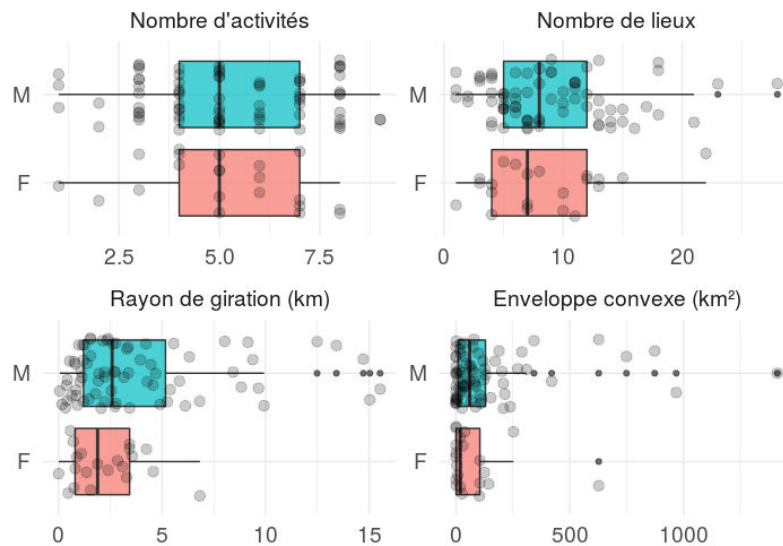 Nombre d'activités
Nombre de lieux
M
M
F
F
2.5 5.0 7.5
0 10 20
Rayon de giration (km)
Enveloppe convexe (km²)
M
M
F
F
0 5 10 15
0 500 1000